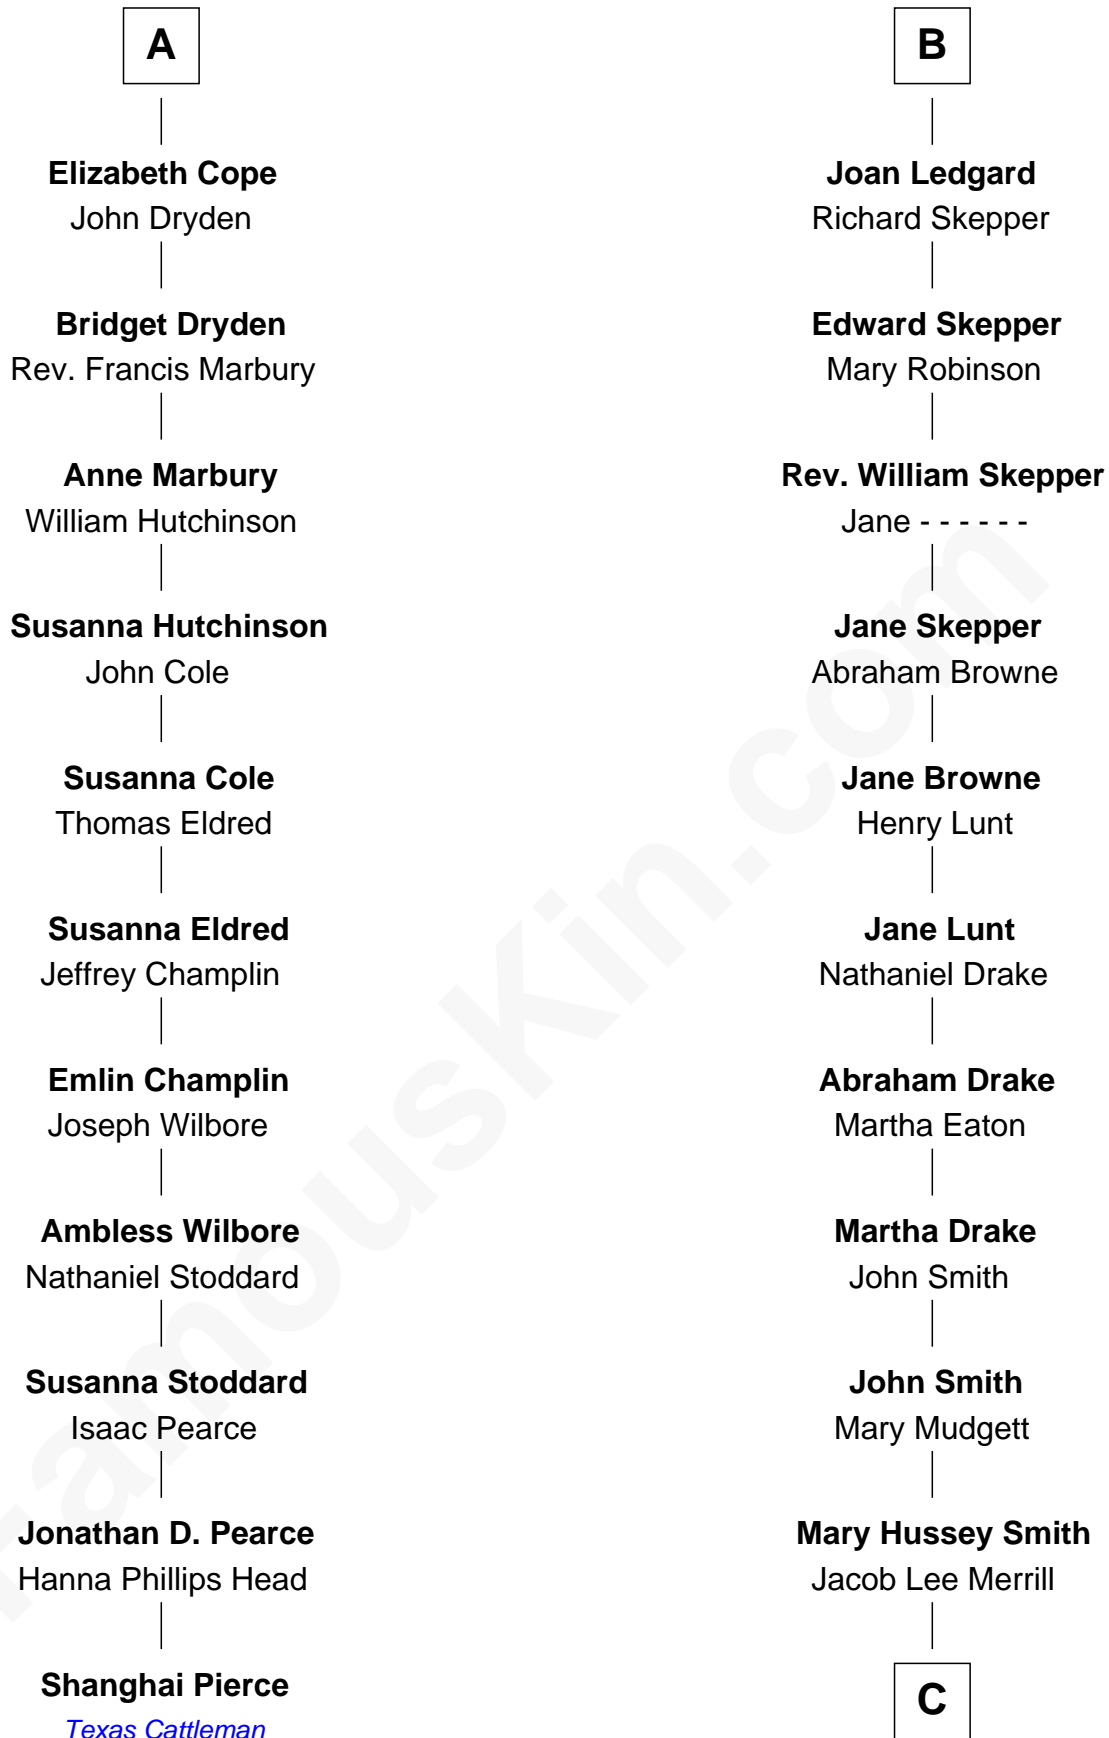 A
Elizabeth Cope
John Dryden
Bridget Dryden
Rev. Francis Marbury
Anne Marbury
William Hutchinson
Susanna Hutchinson
John Cole
Susanna Cole
Thomas Eldred
Susanna Eldred
Jeffrey Champlin
Emlin Champlin
Joseph Wilbore
Ambless Wilbore
Nathaniel Stoddard
Susanna Stoddard
Isaac Pearce
Jonathan D. Pearce
Hanna Phillips Head
Shanghai Pierce
Texas Cattleman
B
Joan Ledgard
Richard Skepper
Edward Skepper
Mary Robinson
Rev. William Skepper
Jane - - - - - -
Jane Skepper
Abraham Browne
Jane Browne
Henry Lunt
Jane Lunt
Nathaniel Drake
Abraham Drake
Martha Eaton
Martha Drake
John Smith
John Smith
Mary Mudgett
Mary Hussey Smith
Jacob Lee Merrill
C
FamousKin.com